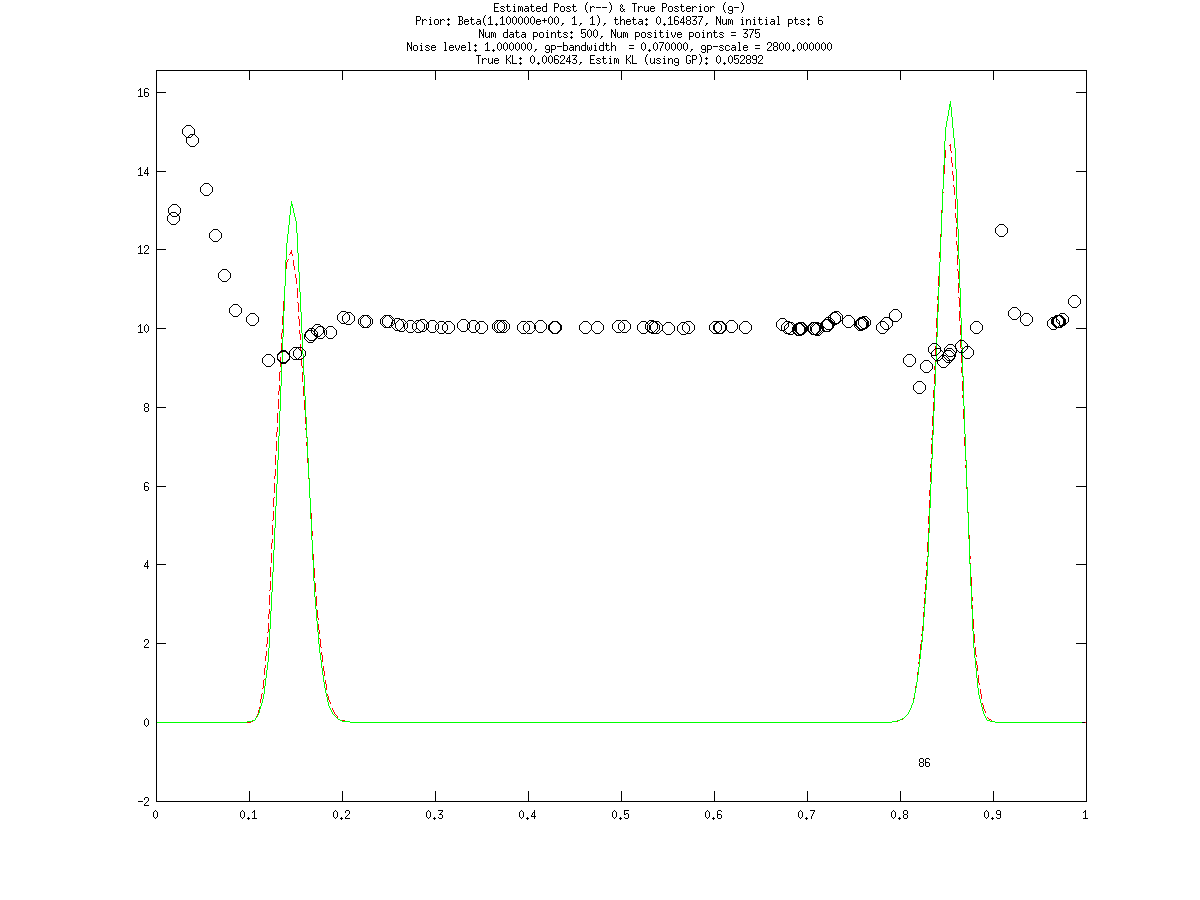 Estimated Post (r--) & True Posterior (g-)
Prior: Beta(1.100000e+00, 1, 1), theta: 0.164837, Num initial pts: 6
Num data points: 500, Num positive points = 375
Noise level: 1.000000, gp-bandwidth  = 0.070000, gp-scale = 2800.000000
True KL: 0.006243, Estim KL (using GP): 0.052892
16
14
12
10
8
6
4
2
0
86
-2
0 0.1 0.2 0.3 0.4 0.5 0.6 0.7 0.8 0.9 1